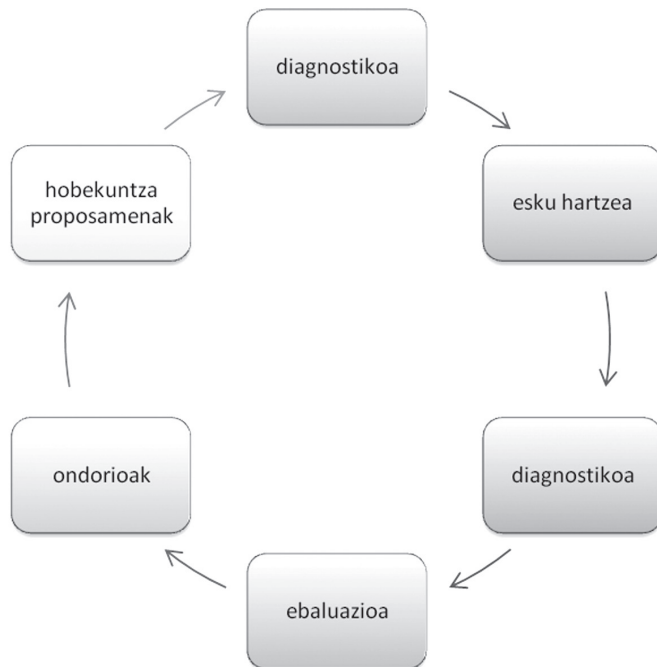 diagnostikoa
esku hartzea
diagnostikoa
ebaluazioa
ondorioak
hobekuntza
proposamenak